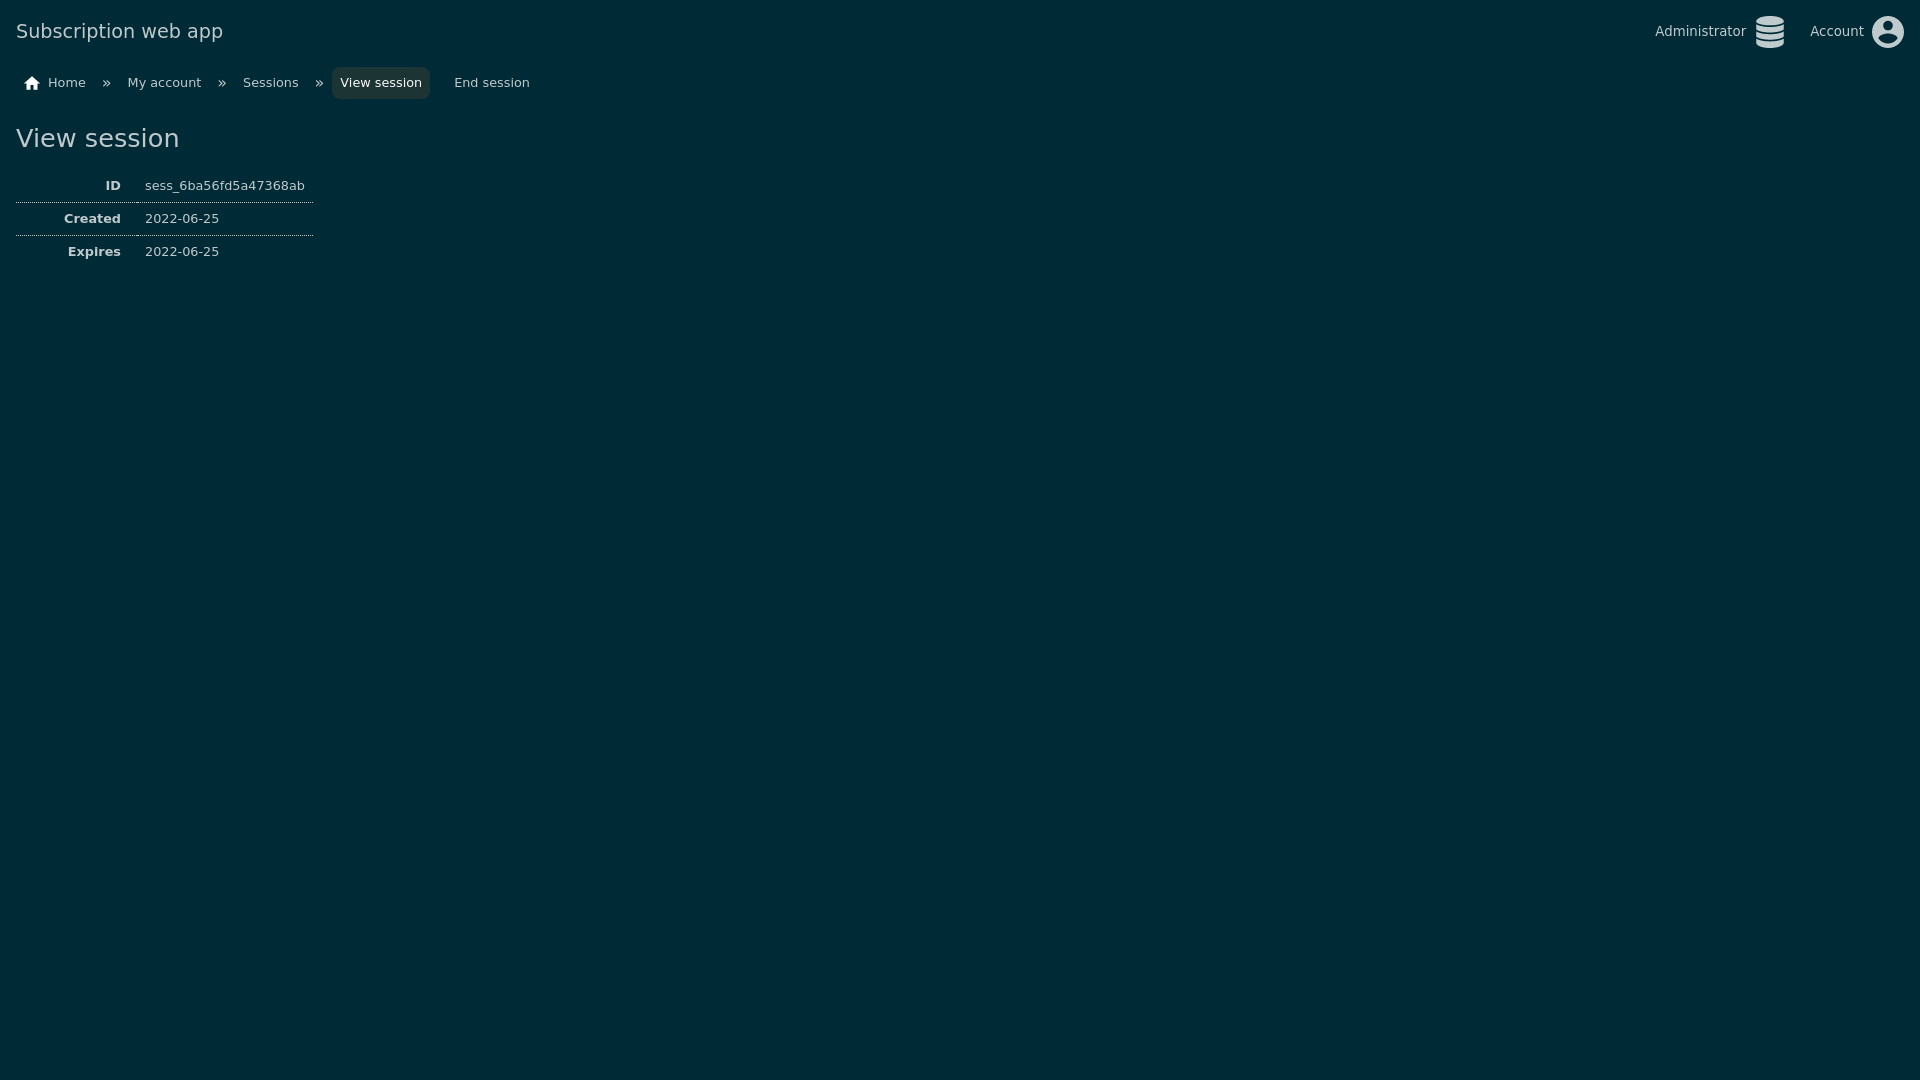 Subscription web app
Administrator
Account
Home » My account » Sessions » View session End session
View session
ID sess_6ba56fd5a47368ab
Created 2022-06-25
Expires 2022-06-25